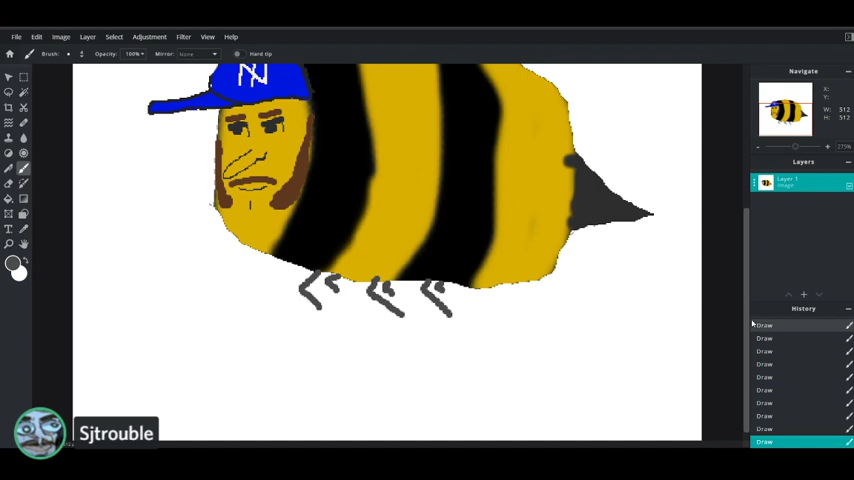 File Edit Image Layer Select Adjustment Filter View Help
Brush: Opacity: 100% Mirror: None Hard tip
NY
Navigate
X:
Y:
W: 512
H: 512
- + 275%
Layers
Layer 1
Image
+
History
Draw
Draw
Draw
Draw
Draw
Draw
Draw
Draw
Draw
Draw
T
Sjtrouble